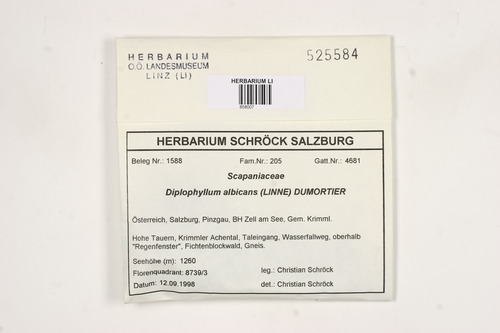 HERBARIUM
O.Ö. LANDESMUSEUM
LINZ (LI)
525584
HERBARIUM LI
858007
HERBARIUM SCHRÖCK SALZBURG
Beleg Nr.: 1588 Fam.Nr.: 205 Gatt.Nr.: 4681
Scapaniaceae
Diplophyllum albicans (LINNE) DUMORTIER
Österreich, Salzburg, Pinzgau, BH Zell am See, Gem. Krimml.
Hohe Tauern, Krimmler Achental, Taleingang, Wasserfallweg, oberhalb
"Regenfenster", Fichtenblockwald, Gneis.
Seehöhe (m): 1260
Florenquadrant: 8739/3 leg.: Christian Schröck
Datum: 12.09.1998 det.: Christian Schröck